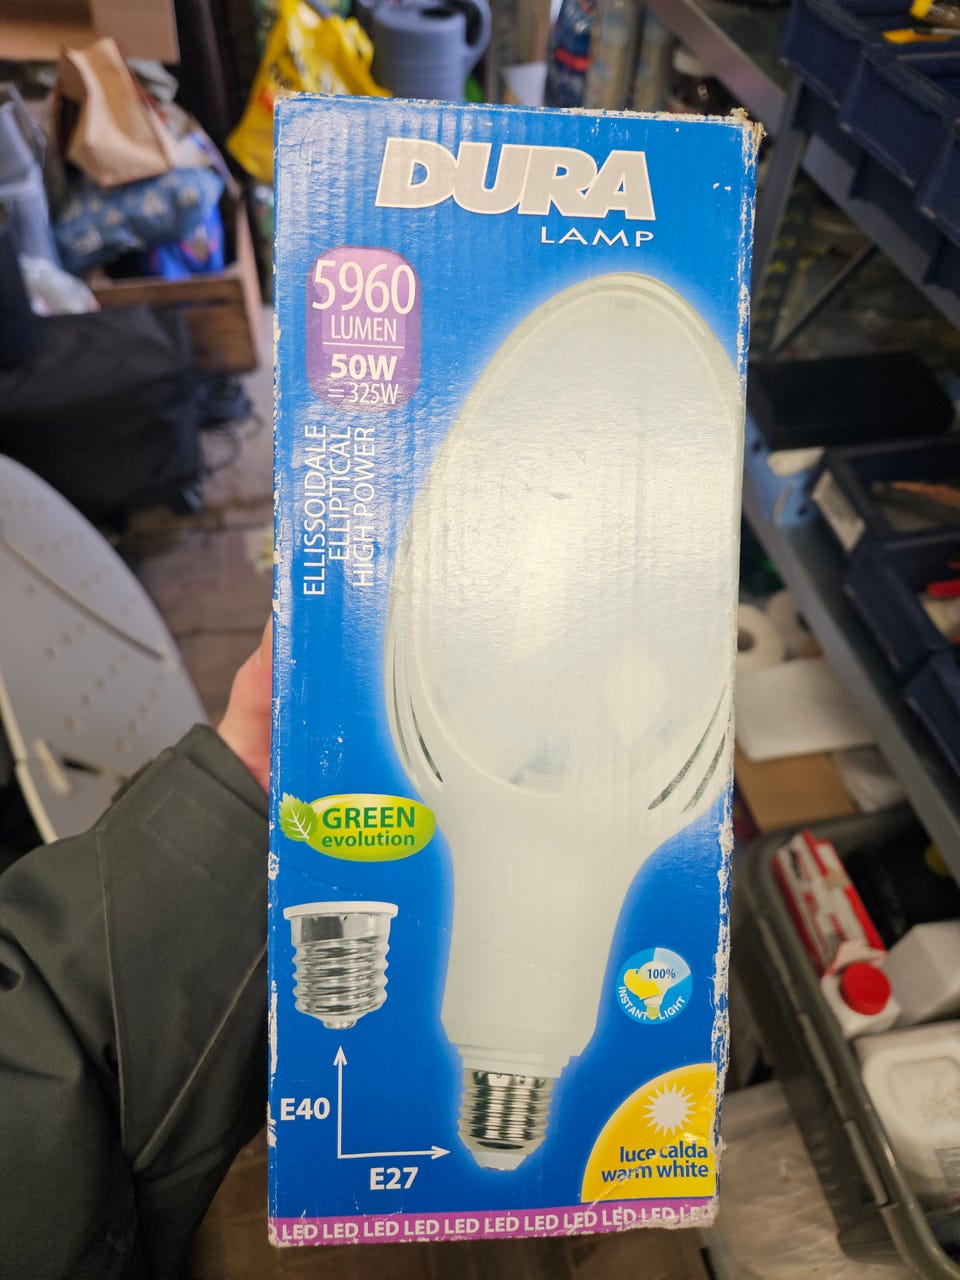 DURA
LAMP
5960
LUMEN
50W
=325W
ELLISSOIDALE
ELLIPTICAL
HIGH POWER
GREEN
evolution
100%
INSTANT LIGHT
E40
E27
luce calda
warm white
LED LED LED LED LED LED LED LED LED LED LED